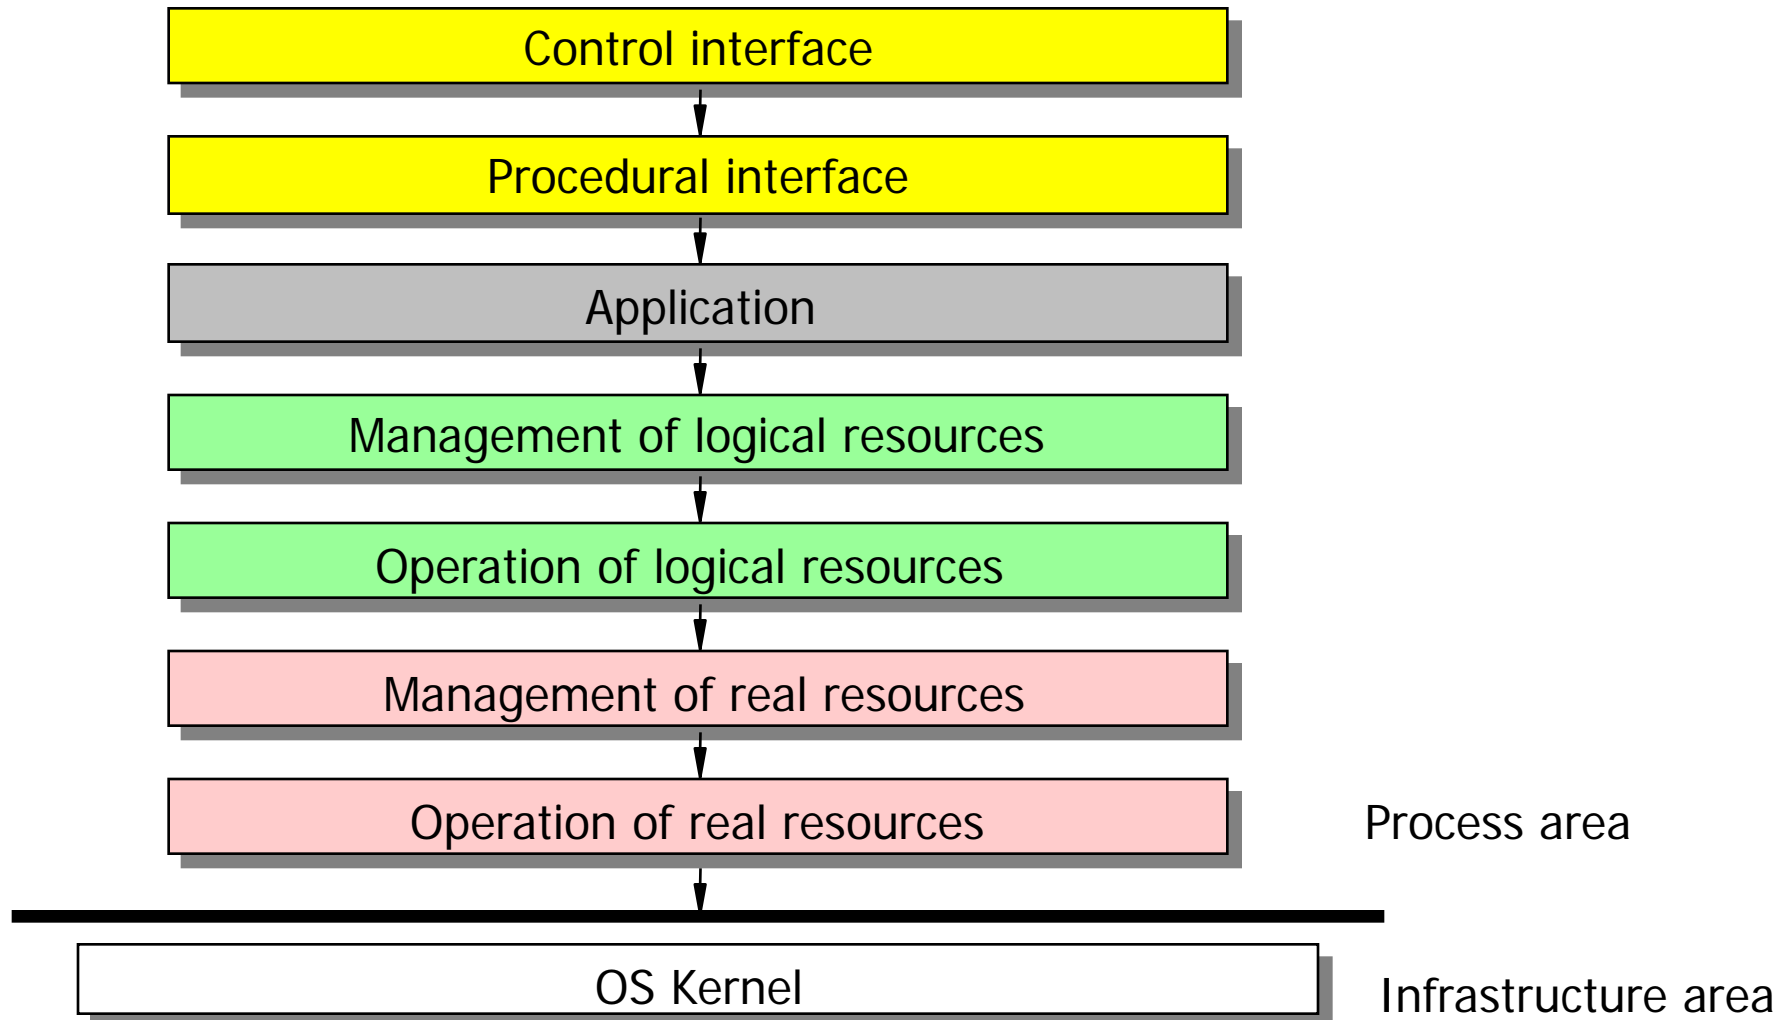 Control interface
Procedural interface
Application
Management of logical resources
Operation of logical resources
Management of real resources
Operation of real resources
Process area
OS Kernel
Infrastructure area